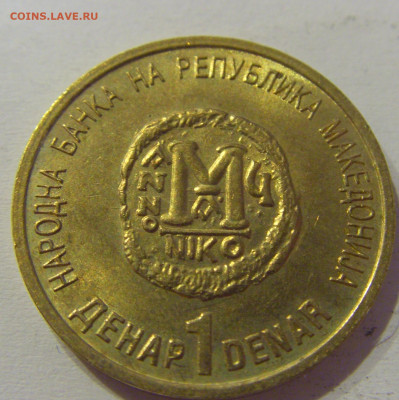 COINS.LAVE.RU
НАРОДНА БАНКА НА РЕПУБЛИКА МАКЕДОНИЈА
ANNO
M
NIKO
ДЕНАР 1 DENAR